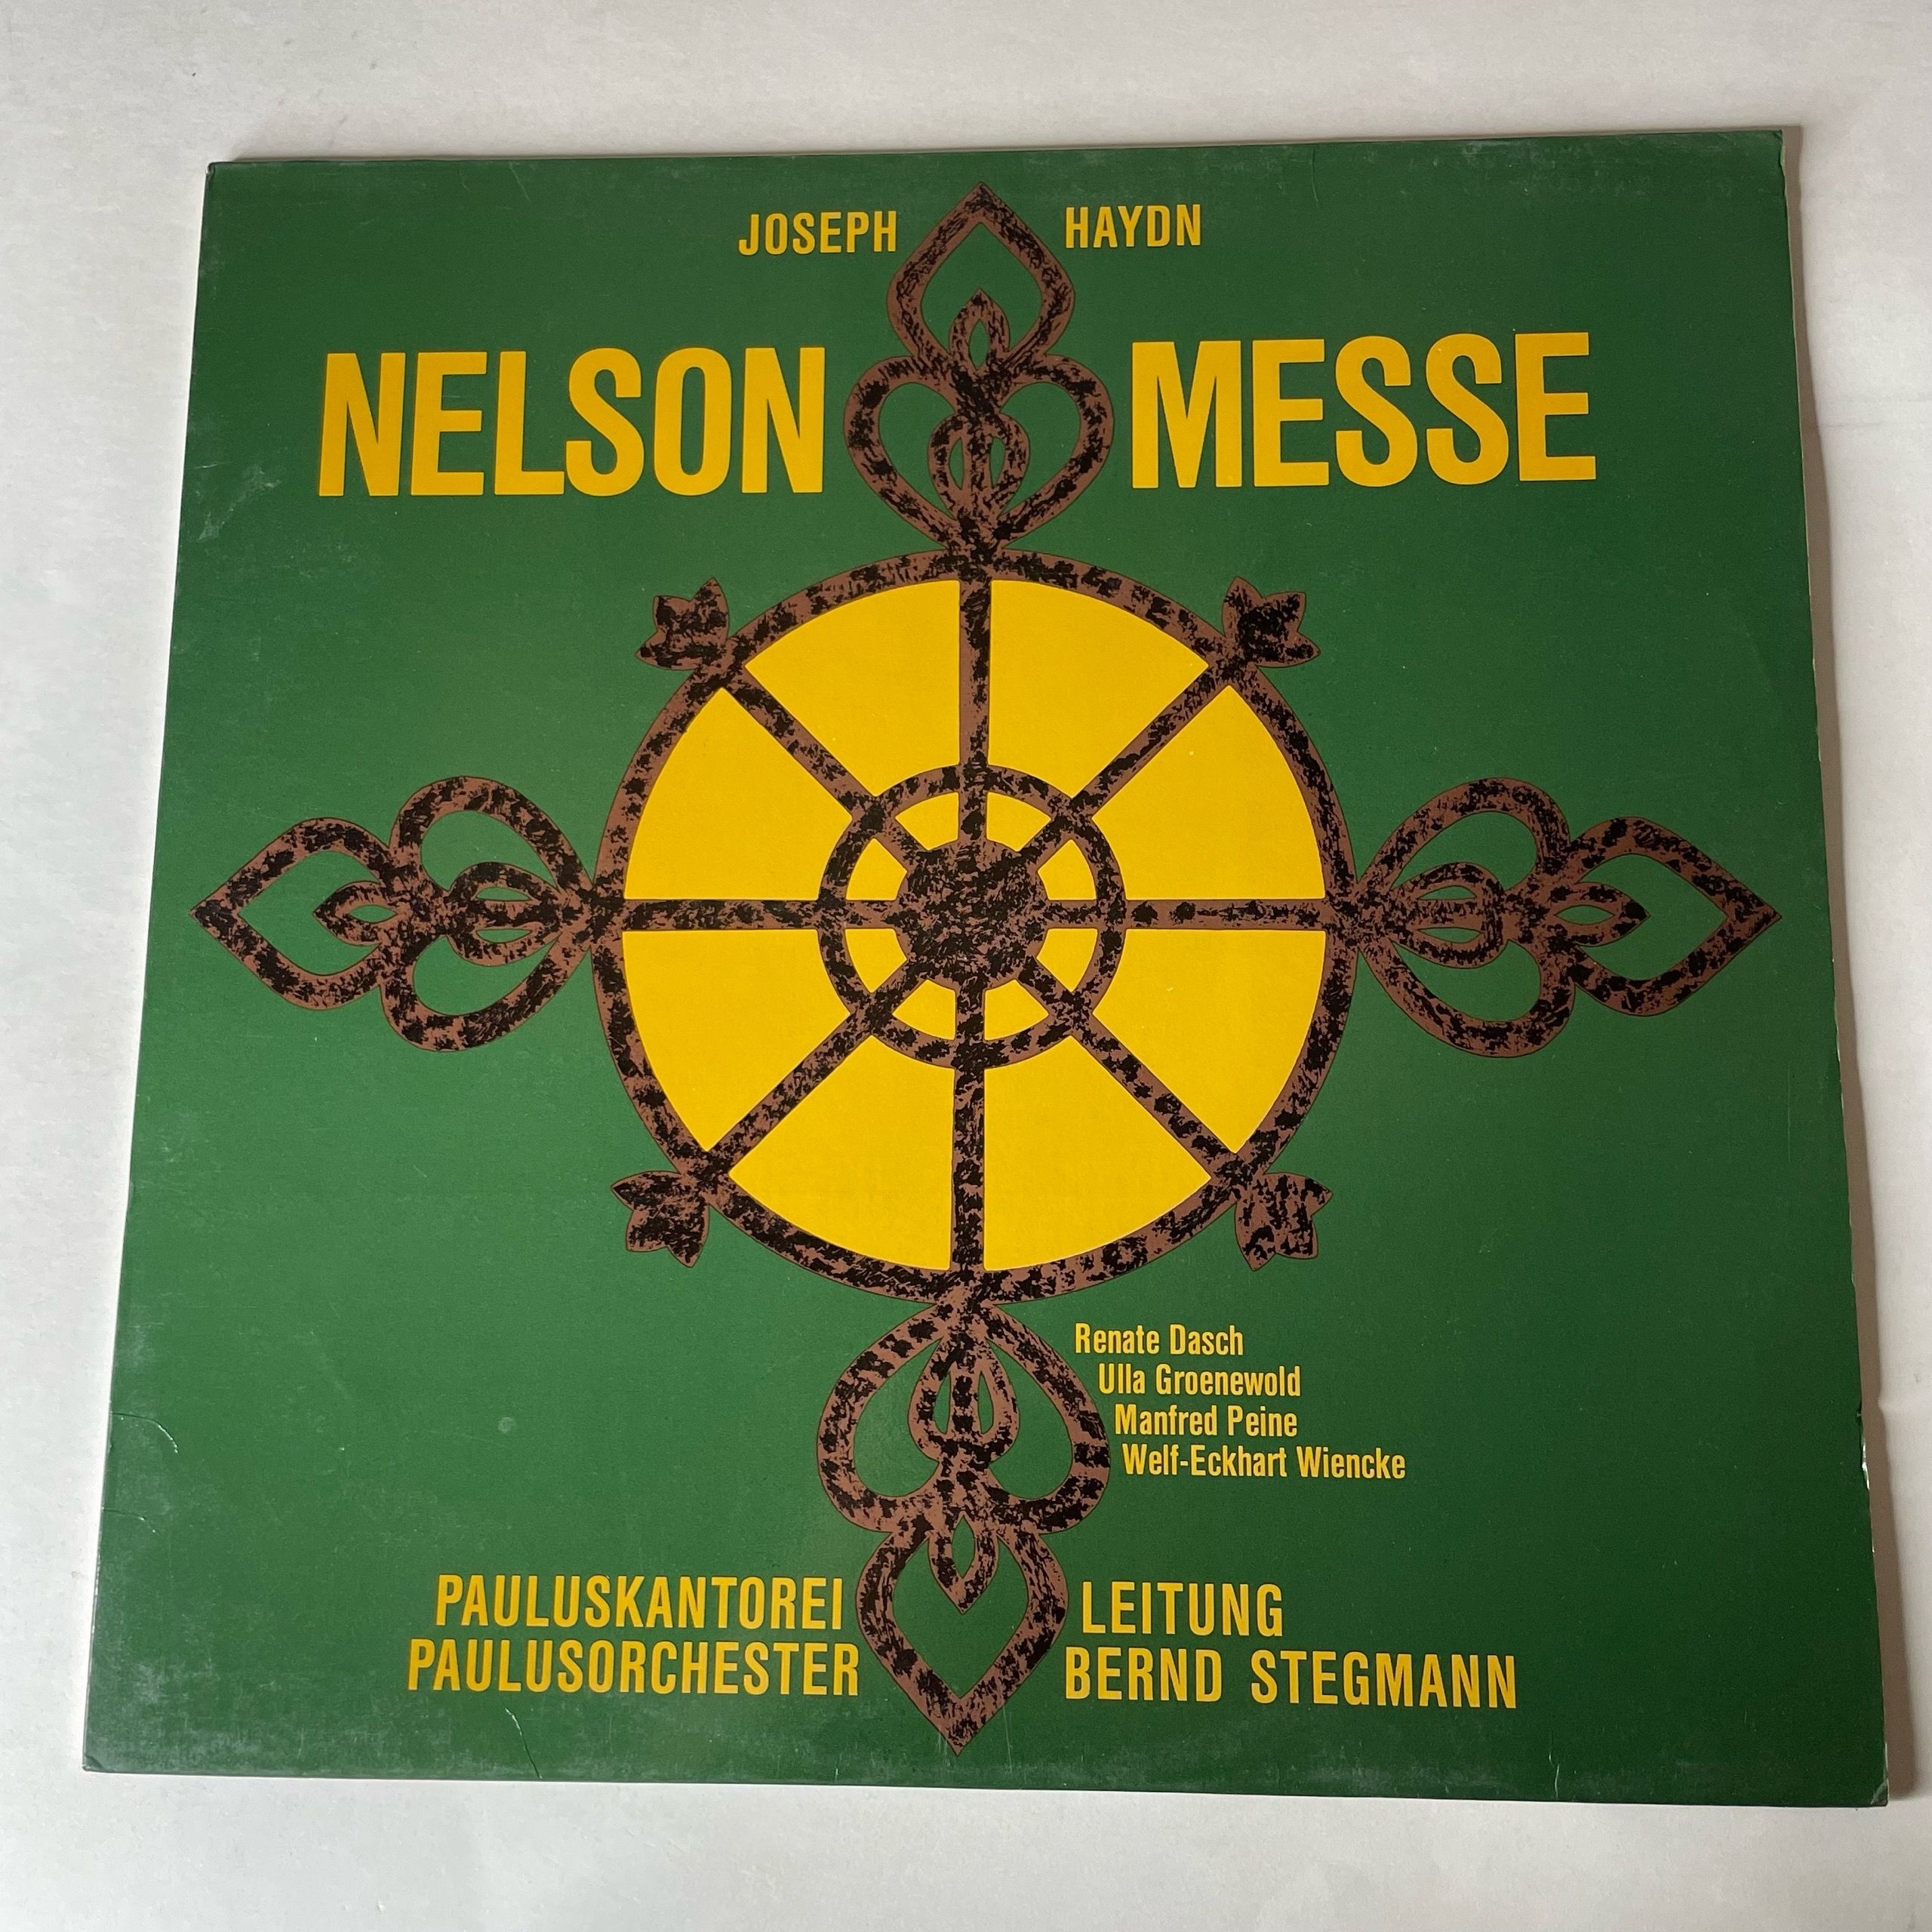 JOSEPH HAYDN
NELSON MESSE
Renate Dasch
Ulla Groenewold
Manfred Peine
Welf-Eckhart Wiencke
PAULUSKANTOREI
PAULUSORCHESTER
LEITUNG
BERND STEGMANN